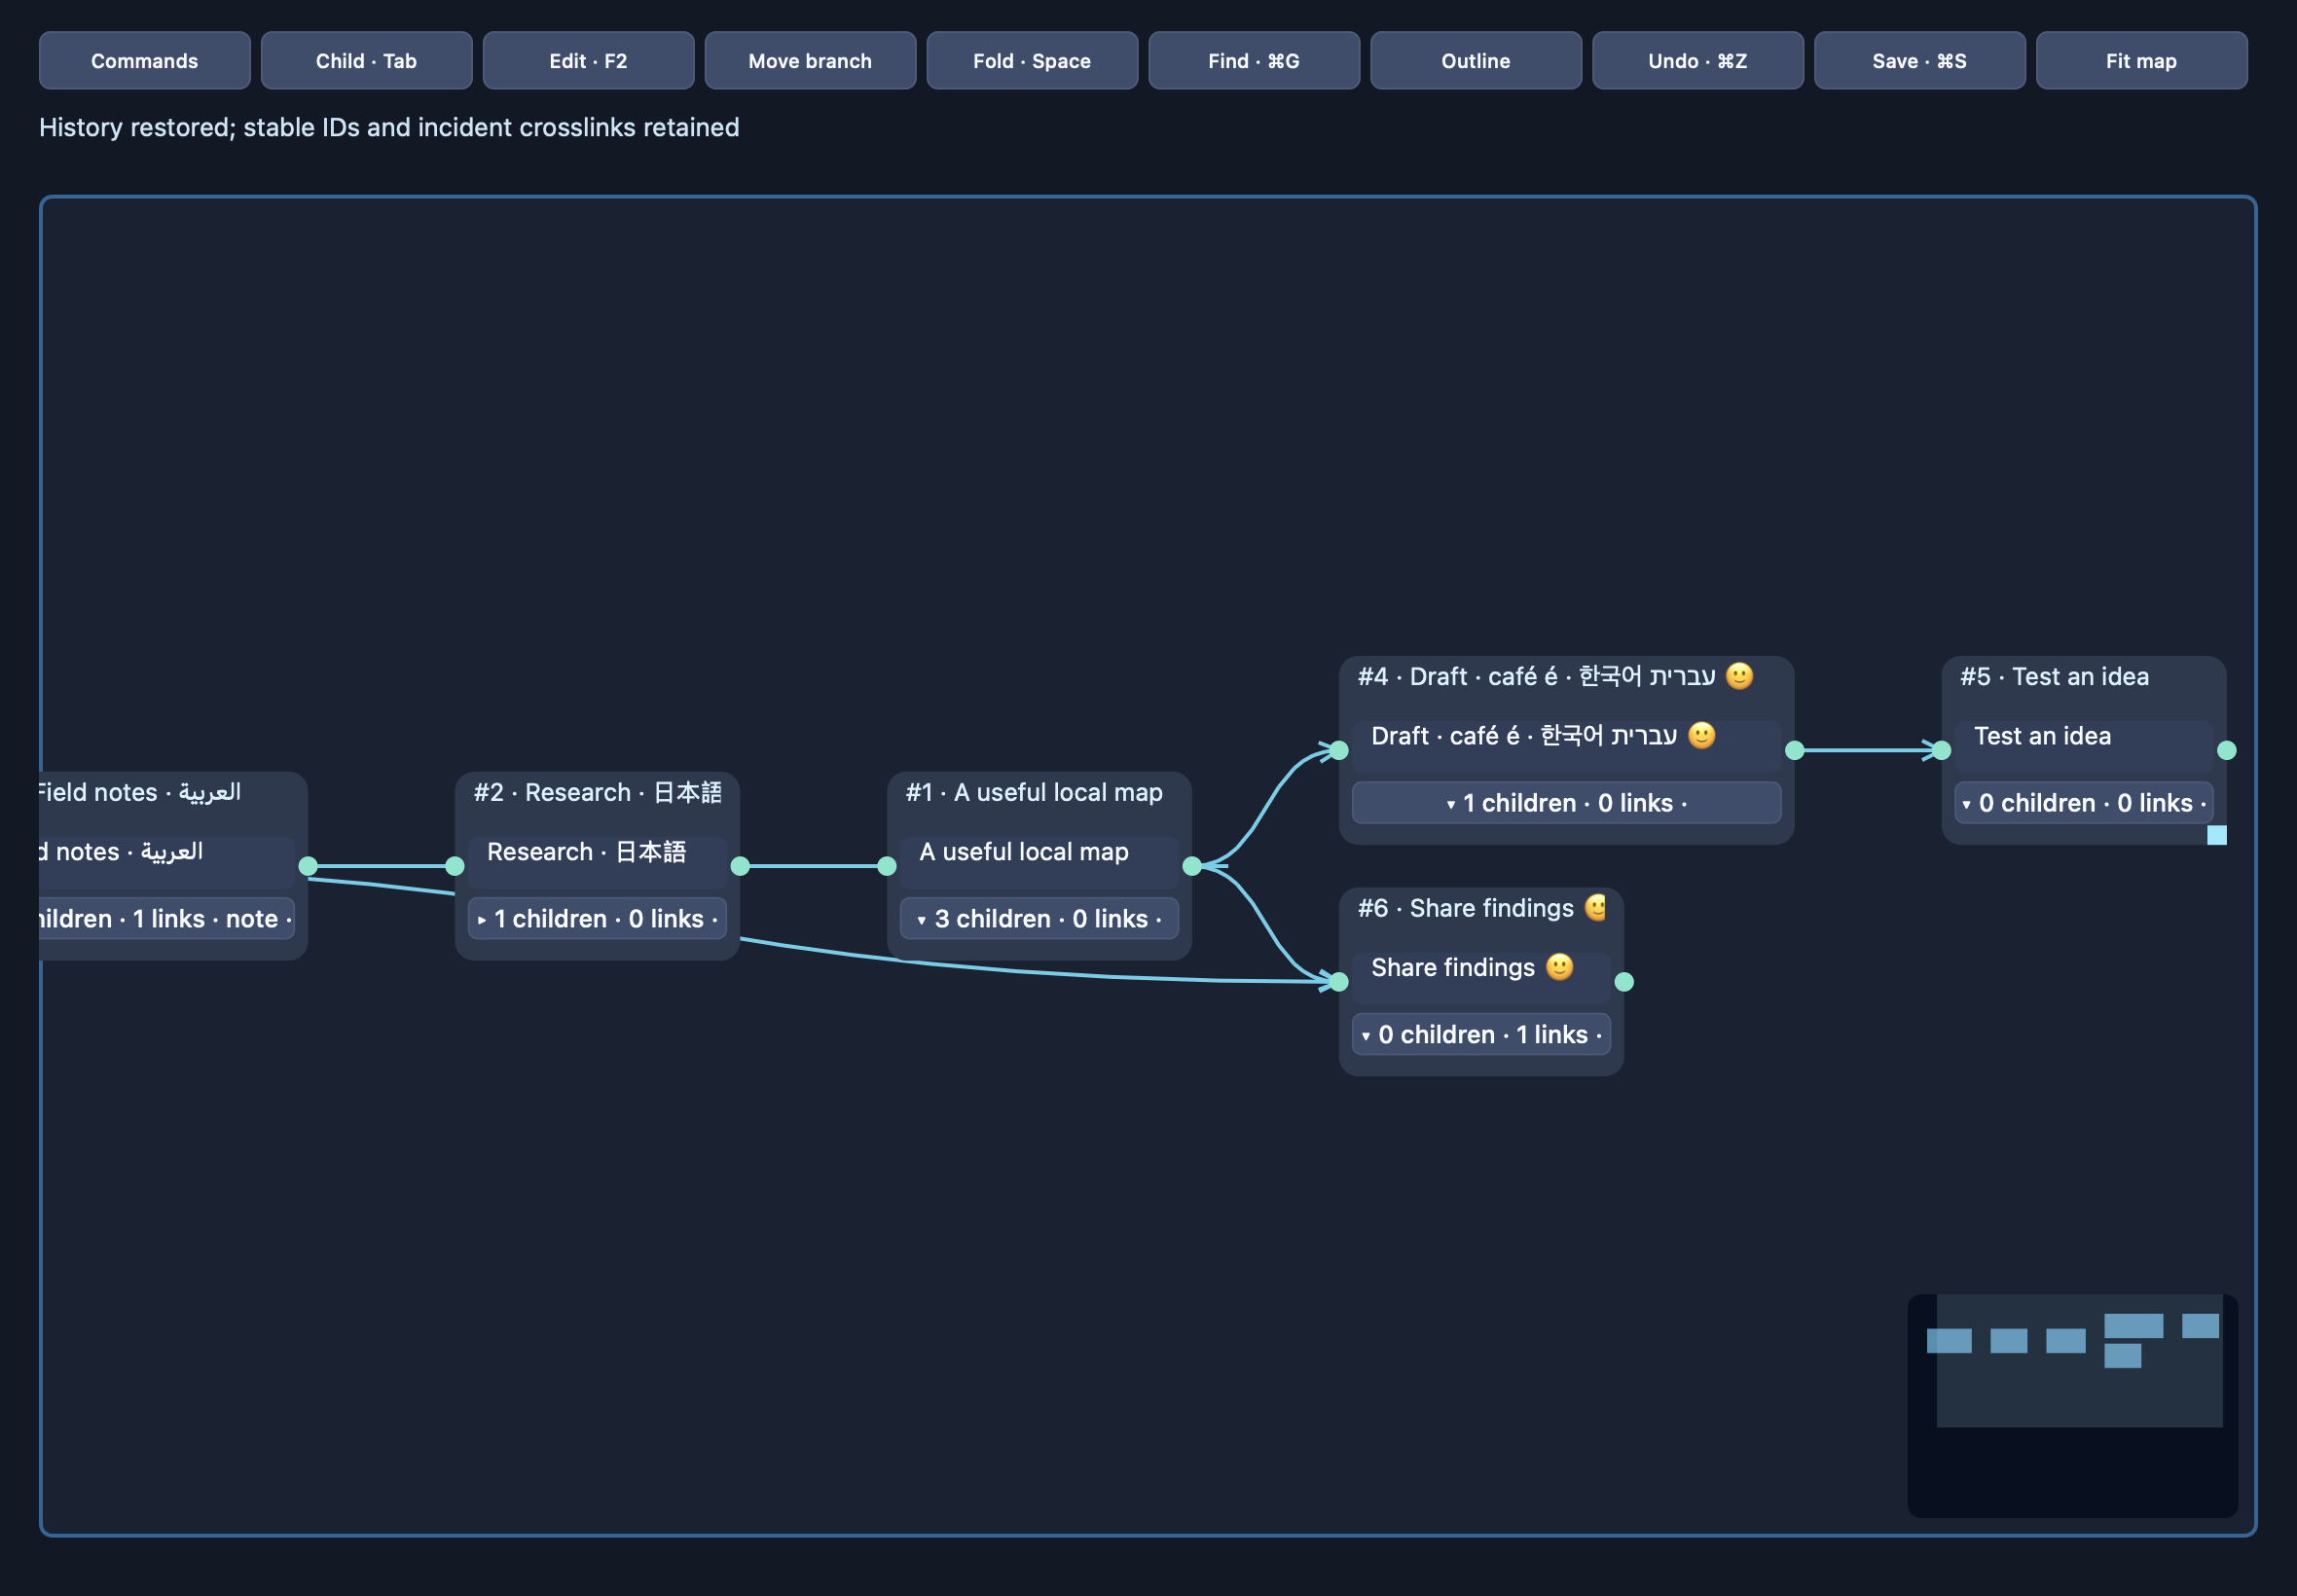 Commands
Child · Tab
Edit · F2
Move branch
Fold · Space
Find · ⌘G
Outline
Undo · ⌘Z
Save · ⌘S
Fit map
History restored; stable IDs and incident crosslinks retained
Field notes · العربية
notes · العربية
· 1 links · note ·
#2 · Research · 日本語
Research · 日本語
▸ 1 children · 0 links ·
#1 · A useful local map
A useful local map
▾ 3 children · 0 links ·
#4 · Draft · café é · 한국어 עברית 🙂
Draft · café é · 한국어 עברית 🙂
▾ 1 children · 0 links ·
#5 · Test an idea
Test an idea
▾ 0 children · 0 links ·
#6 · Share findings 🙂
Share findings 🙂
▾ 0 children · 1 links ·